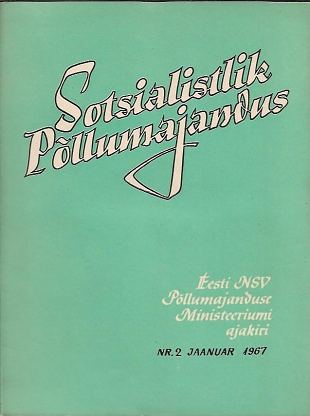 Sotsialistlik
Põllumajandus
Eesti NSV
Põllumajanduse
Ministeeriumi
ajakiri
NR. 2 JAANUAR 1967